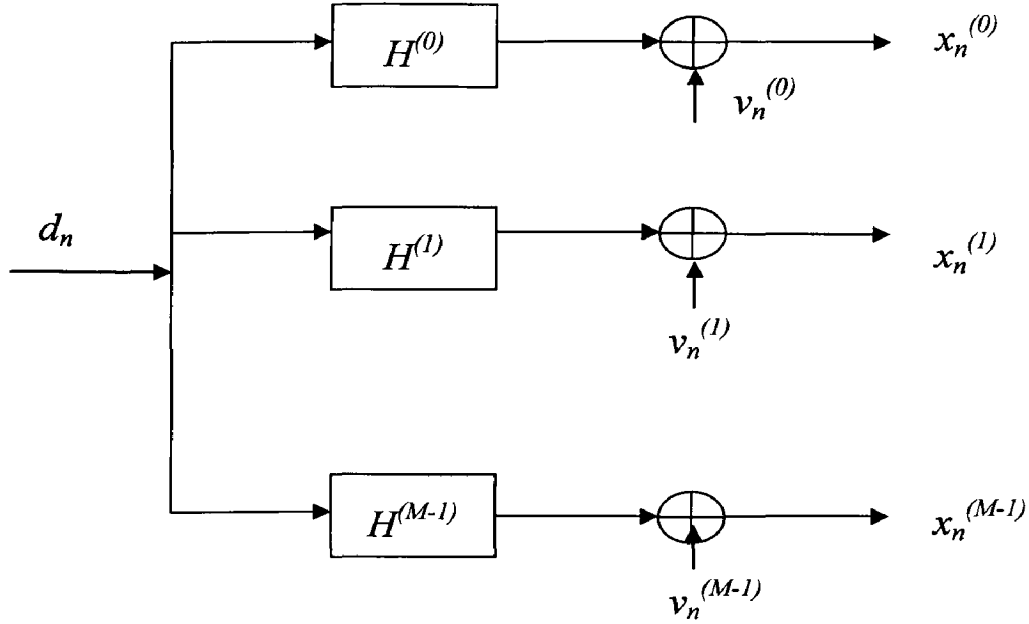 H^(0)
x_n^(0)
v_n^(0)
d_n
H^(1)
x_n^(1)
v_n^(1)
H^(M-1)
x_n^(M-1)
v_n^(M-1)